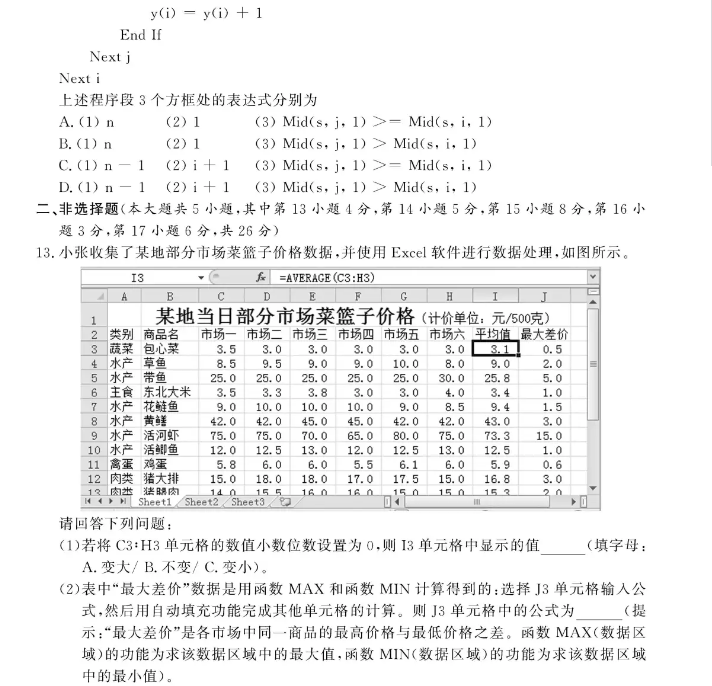 y(i) = y(i) + 1
End If
Next j
Next i
上述程序段 3 个方框处的表达式分别为
A. (1) n (2) 1 (3) Mid(s, j, 1) >= Mid(s, i, 1)
B. (1) n (2) 1 (3) Mid(s, j, 1) > Mid(s, i, 1)
C. (1) n - 1 (2) i + 1 (3) Mid(s, j, 1) >= Mid(s, i, 1)
D. (1) n - 1 (2) i + 1 (3) Mid(s, j, 1) > Mid(s, i, 1)
二、非选择题(本大题共 5 小题,其中第 13 小题 4 分,第 14 小题 5 分,第 15 小题 8 分,第 16 小
题 3 分,第 17 小题 6 分,共 26 分)
13. 小张收集了某地部分市场菜篮子价格数据,并使用 Excel 软件进行数据处理,如图所示。
I3 fx =AVERAGE(C3:H3)
A B C D E F G H I J
1 某地当日部分市场菜篮子价格(计价单位: 元/500克)
2 类别 商品名 市场一 市场二 市场三 市场四 市场五 市场六 平均值 最大差价
3 蔬菜 包心菜 3.5 3.0 3.0 3.0 3.0 3.0 3.1 0.5
4 水产 草鱼 8.5 9.5 9.0 9.0 10.0 8.0 9.0 2.0
5 水产 带鱼 25.0 25.0 25.0 25.0 25.0 30.0 25.8 5.0
6 主食 东北大米 3.5 3.3 3.8 3.0 3.0 4.0 3.4 1.0
7 水产 花鲢鱼 9.0 10.0 10.0 10.0 9.0 8.5 9.4 1.5
8 水产 黄鳝 42.0 42.0 45.0 45.0 42.0 42.0 43.0 3.0
9 水产 活河虾 75.0 75.0 70.0 65.0 80.0 75.0 73.3 15.0
10 水产 活鲫鱼 12.0 12.5 13.0 12.0 12.5 13.0 12.5 1.0
11 禽蛋 鸡蛋 5.8 6.0 6.0 5.5 6.1 6.0 5.9 0.6
12 肉类 猪大排 15.0 18.0 18.0 17.0 17.5 15.0 16.8 3.0
13 肉类 猪腿肉 14.0 15.5 16.0 16.0 15.0 15.0 15.3 2.0
Sheet1 Sheet2 Sheet3
请回答下列问题:
(1)若将 C3:H3 单元格的数值小数位数设置为 0,则 I3 单元格中显示的值______(填字母:
A. 变大/ B. 不变/ C. 变小)。
(2)表中“最大差价”数据是用函数 MAX 和函数 MIN 计算得到的:选择 J3 单元格输入公
式,然后用自动填充功能完成其他单元格的计算。则 J3 单元格中的公式为______(提
示:“最大差价”是各市场中同一商品的最高价格与最低价格之差。函数 MAX(数据区
域)的功能为求该数据区域中的最大值,函数 MIN(数据区域)的功能为求该数据区域
中的最小值)。